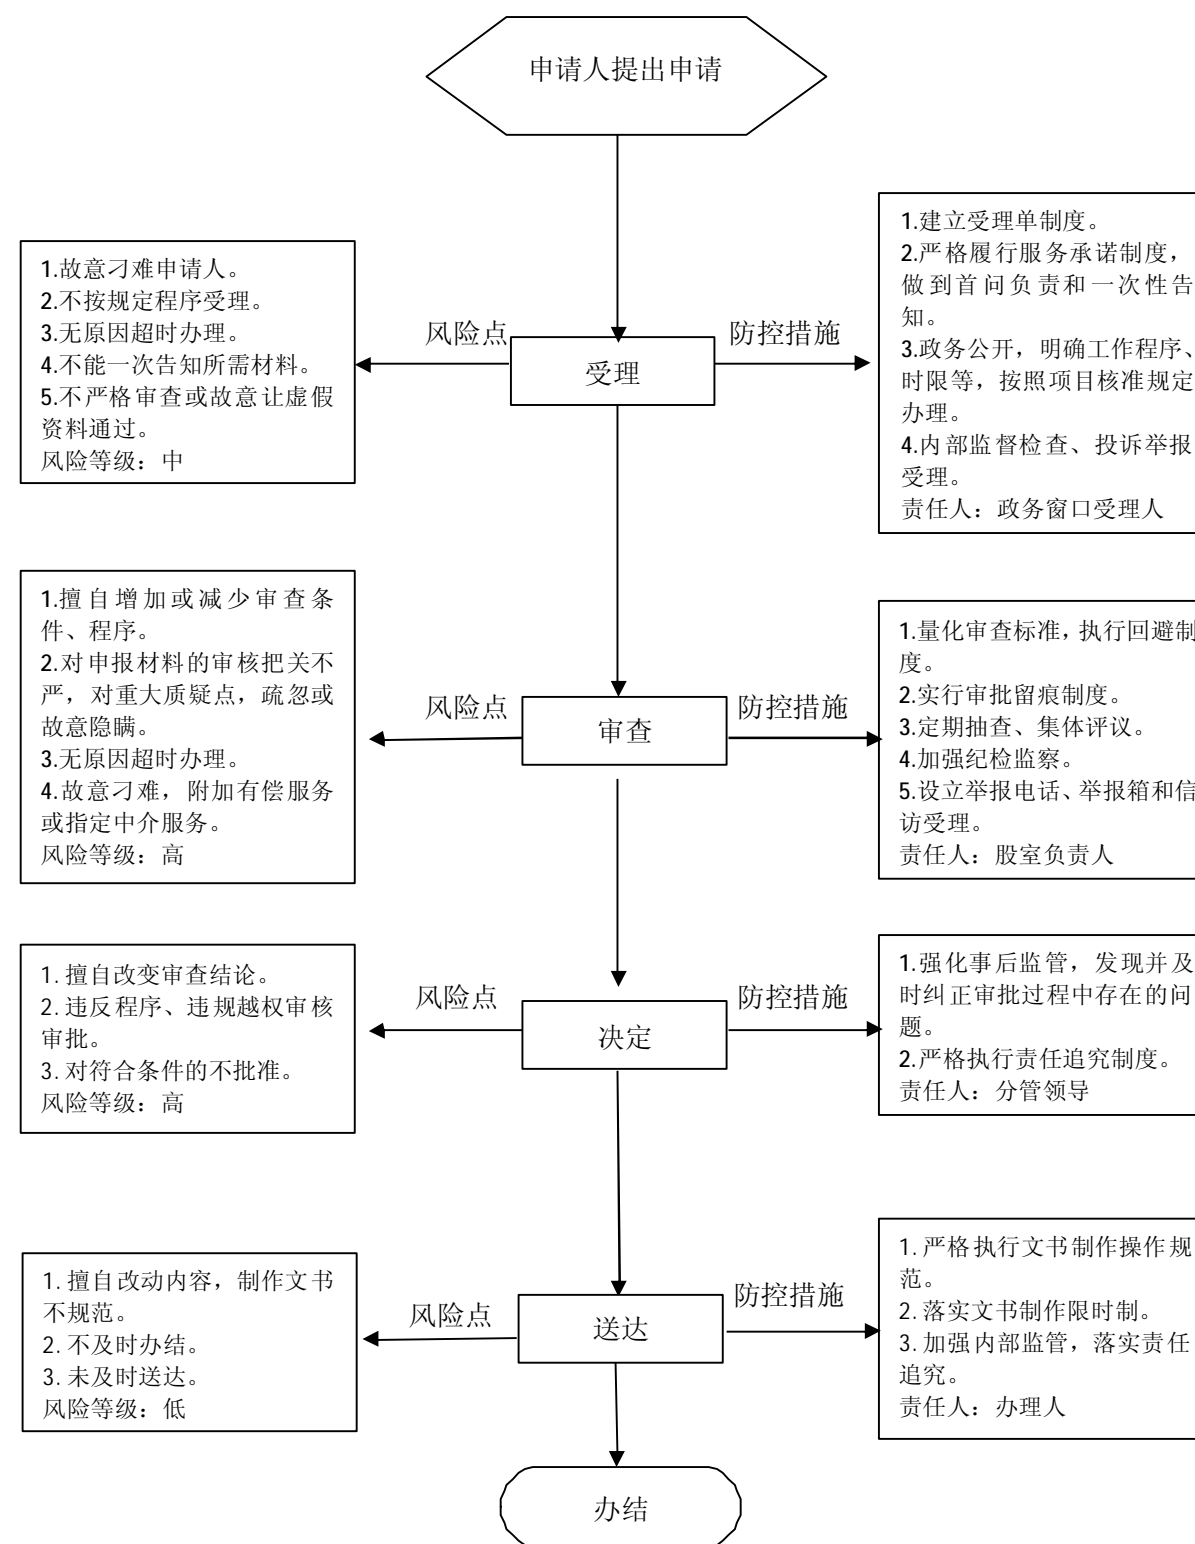 申请人提出申请
1.故意刁难申请人。
2.不按规定程序受理。
3.无原因超时办理。
4.不能一次告知所需材料。
5.不严格审查或故意让虚假
资料通过。
风险等级：中
风险点
受理
防控措施
1.建立受理单制度。
2.严格履行服务承诺制度，
做到首问负责和一次性告
知。
3.政务公开，明确工作程序、
时限等，按照项目核准规定
办理。
4.内部监督检查、投诉举报
受理。
责任人：政务窗口受理人
1.擅自增加或减少审查条
件、程序。
2.对申报材料的审核把关不
严，对重大质疑点，疏忽或
故意隐瞒。
3.无原因超时办理。
4.故意刁难，附加有偿服务
或指定中介服务。
风险等级：高
风险点
审查
防控措施
1.量化审查标准，执行回避制
度。
2.实行审批留痕制度。
3.定期抽查、集体评议。
4.加强纪检监察。
5.设立举报电话、举报箱和信
访受理。
责任人：股室负责人
1.擅自改变审查结论。
2.违反程序、违规越权审核
审批。
3.对符合条件的不批准。
风险等级：高
风险点
决定
防控措施
1.强化事后监管，发现并及
时纠正审批过程中存在的问
题。
2.严格执行责任追究制度。
责任人：分管领导
1.擅自改动内容，制作文书
不规范。
2.不及时办结。
3.未及时送达。
风险等级：低
风险点
送达
防控措施
1.严格执行文书制作操作规
范。
2.落实文书制作限时制。
3.加强内部监管，落实责任
追究。
责任人：办理人
办结